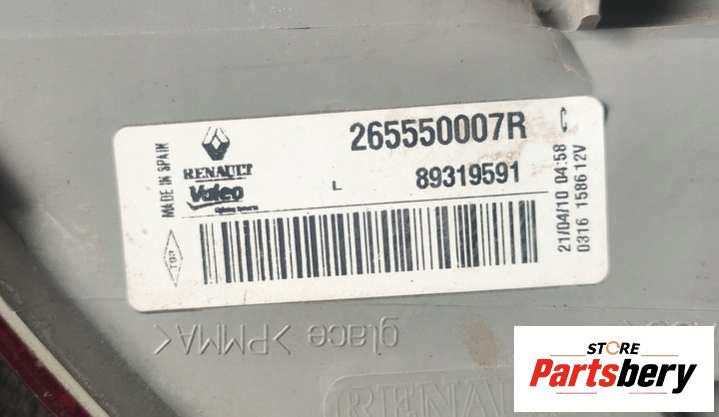 MADE IN SPAIN
RENAULT
Valeo
265550007R
C
L
89319591
21/04/10 04:58
0316 1586 12V
glace >PMMA<
RENAUL
STORE
Partsbery